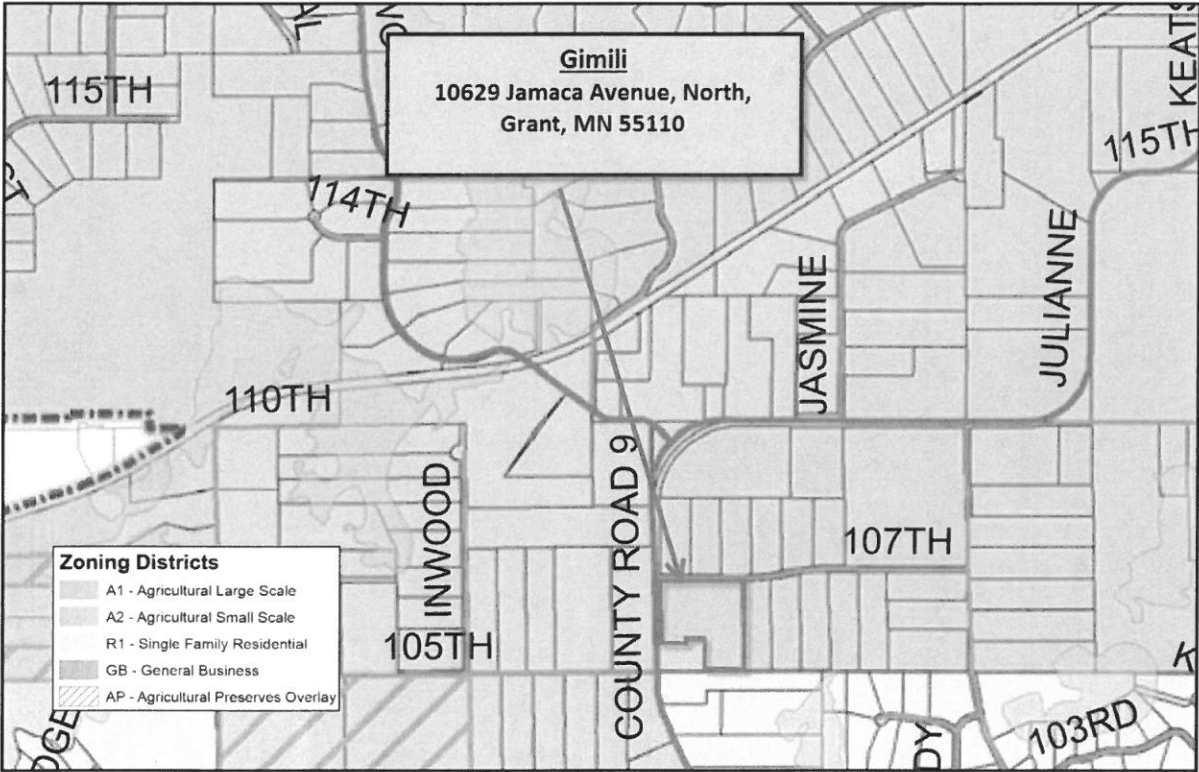 Gimili
10629 Jamaca Avenue, North,
Grant, MN 55110
115TH
114TH
KEATS
115TH
JASMINE
JULIANNE
110TH
INWOOD
COUNTY ROAD 9
107TH
105TH
103RD
Zoning Districts
A1 - Agricultural Large Scale
A2 - Agricultural Small Scale
R1 - Single Family Residential
GB - General Business
AP - Agricultural Preserves Overlay